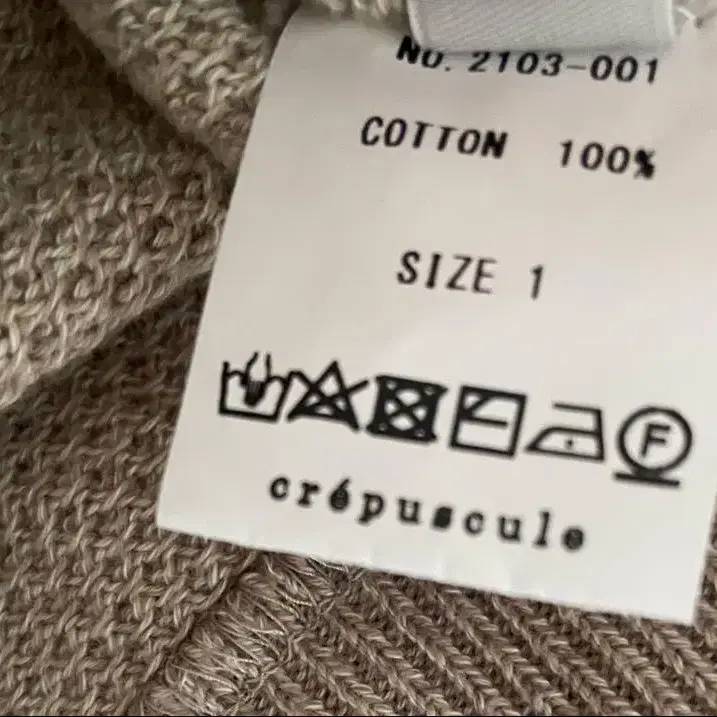 No. 2103-001
COTTON 100%
SIZE 1
F
crépuscule